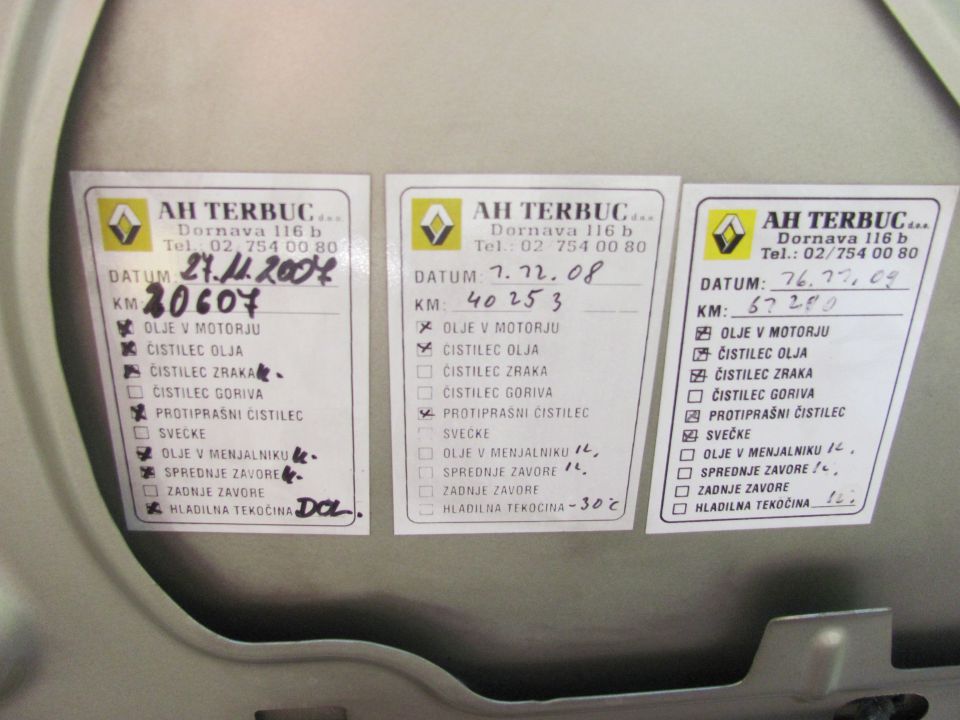 AH TERBUC d.o.o.
Dornava 116 b
Tel.: 02/754 00 80
DATUM: 27.11.2007
KM: 20607
OLJE V MOTORJU
ČISTILEC OLJA
ČISTILEC ZRAKA K.
ČISTILEC GORIVA
PROTIPRAŠNI ČISTILEC
SVEČKE
OLJE V MENJALNIKU K.
SPREDNJE ZAVORE K.
ZADNJE ZAVORE
HLADILNA TEKOČINA DOL.
AH TERBUC d.o.o.
Dornava 116 b
Tel.: 02/754 00 80
DATUM: 1.12.08
KM: 40253
OLJE V MOTORJU
ČISTILEC OLJA
ČISTILEC ZRAKA
ČISTILEC GORIVA
PROTIPRAŠNI ČISTILEC
SVEČKE
OLJE V MENJALNIKU
SPREDNJE ZAVORE
ZADNJE ZAVORE
HLADILNA TEKOČINA -30°C
AH TERBUC d.o.o.
Dornava 116 b
Tel.: 02/754 00 80
DATUM: 16.11.09
KM:
OLJE V MOTORJU
ČISTILEC OLJA
ČISTILEC ZRAKA
ČISTILEC GORIVA
PROTIPRAŠNI ČISTILEC
SVEČKE
OLJE V MENJALNIKU
SPREDNJE ZAVORE
ZADNJE ZAVORE
HLADILNA TEKOČINA